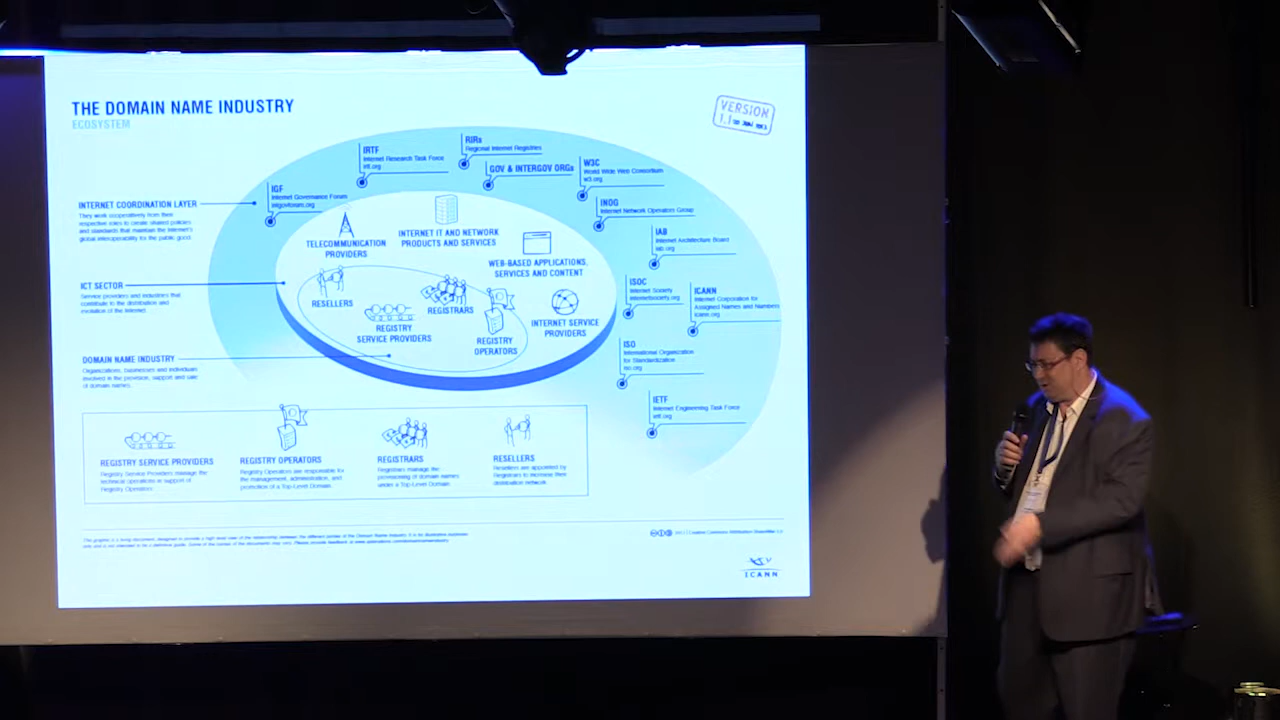 THE DOMAIN NAME INDUSTRY
ECOSYSTEM
VERSION
1.1
IRTF
Internet Research Task Force
irtf.org
RIRs
Regional Internet Registries
GOV & INTERGOV ORGs
W3C
World Wide Web Consortium
w3.org
IGF
Internet Governance Forum
intgovforum.org
INOG
Internet Network Operators Group
IAB
Internet Architecture Board
iab.org
ISOC
Internet Society
internetsociety.org
ICANN
Internet Corporation for
Assigned Names and Numbers
icann.org
ISO
International Organization
for Standardization
iso.org
IETF
Internet Engineering Task Force
ietf.org
INTERNET COORDINATION LAYER
They work cooperatively from their
respective roles to create shared policies
and standards that maintain the Internet's
global interoperability for the public good.
ICT SECTOR
Service providers and industries that
contribute to the distribution and
evolution of the Internet.
DOMAIN NAME INDUSTRY
Organizations, businesses and individuals
involved in the provision, support and sale
of domain names.
TELECOMMUNICATION
PROVIDERS
INTERNET IT AND NETWORK
PRODUCTS AND SERVICES
WEB-BASED APPLICATIONS,
SERVICES AND CONTENT
RESELLERS
REGISTRARS
REGISTRY
SERVICE PROVIDERS
REGISTRY
OPERATORS
INTERNET SERVICE
PROVIDERS
REGISTRY SERVICE PROVIDERS
Registry Service Providers manage the
technical operations in support of
Registry Operators.
REGISTRY OPERATORS
Registry Operators are responsible for
the management, administration, and
protection of a Top-Level Domain.
REGISTRARS
Registrars manage the
provisioning of domain names
under a Top-Level Domain.
RESELLERS
Resellers are appointed by
Registrars to increase their
distribution network.
ICANN